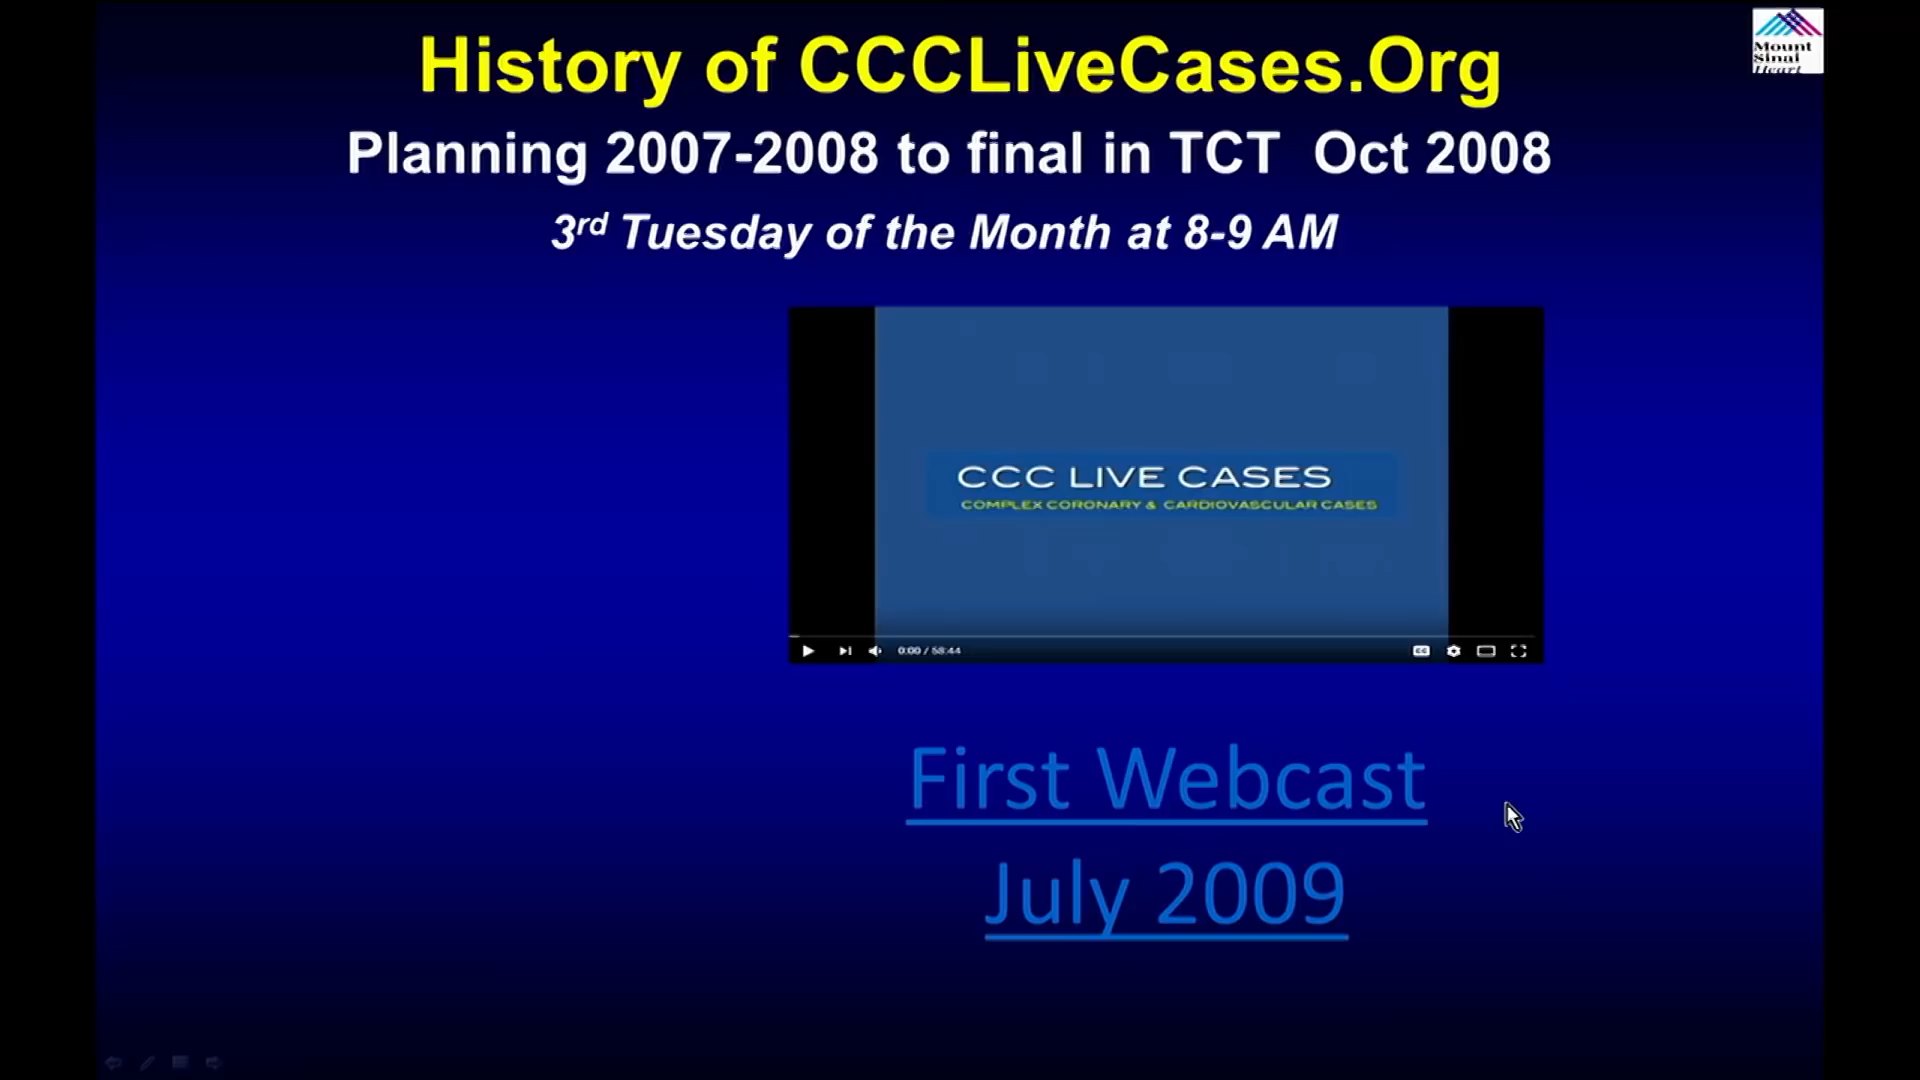 History of CCCLiveCases.Org
Mount
Sinai
Heart
Planning 2007-2008 to final in TCT Oct 2008
3rd Tuesday of the Month at 8-9 AM
CCC LIVE CASES
COMPLEX CORONARY & CARDIOVASCULAR CASES
0:00 / 58:44
CC
First Webcast
July 2009